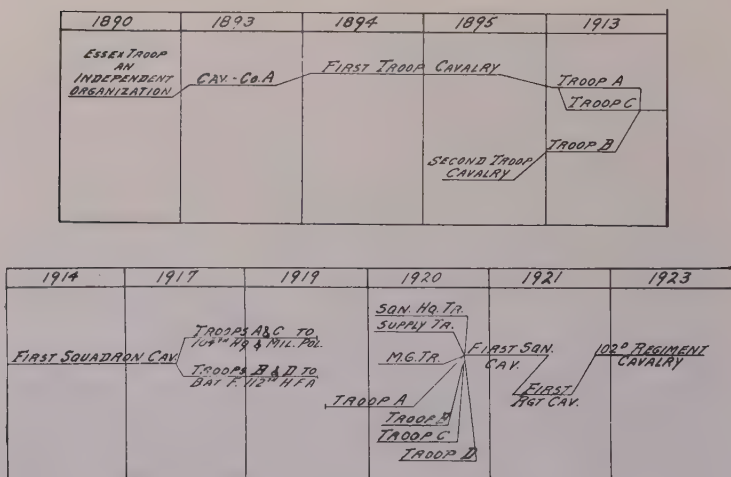 1890 1893 1894 1895 1913
ESSEX TROOP
AN
INDEPENDENT
ORGANIZATION
CAV.-CO.A
FIRST TROOP CAVALRY
TROOP A
TROOP C
TROOP B
SECOND TROOP
CAVALRY
1914 1917 1919 1920 1921 1923
FIRST SQUADRON CAV.
TROOPS A&C TO
104TH HQ & MIL. POL.
TROOPS B & D TO
BAT F. 112TH H F A
SQN. HQ. TR.
SUPPLY TR.
M.G. TR.
TROOP A
TROOP B
TROOP C
TROOP D
FIRST SQN.
CAV.
FIRST
RGT CAV.
102D REGIMENT
CAVALRY